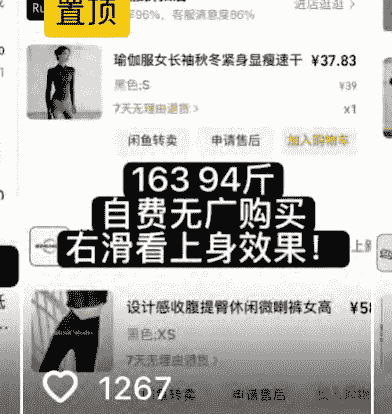 置顶
率96%，客服满意度86%
进店逛逛 >
瑜伽服女长袖秋冬紧身显瘦速干 ¥37.83
黑色;S ¥39
7天无理由退货 > x1
闲鱼转卖 申请售后 加入购物车
163 94斤
自费无广购买
右滑看上身效果！
设计感收腹提臀休闲微喇裤女高 ¥58
黑色;XS
7天无理由退货 >
1267
转卖 申请售后